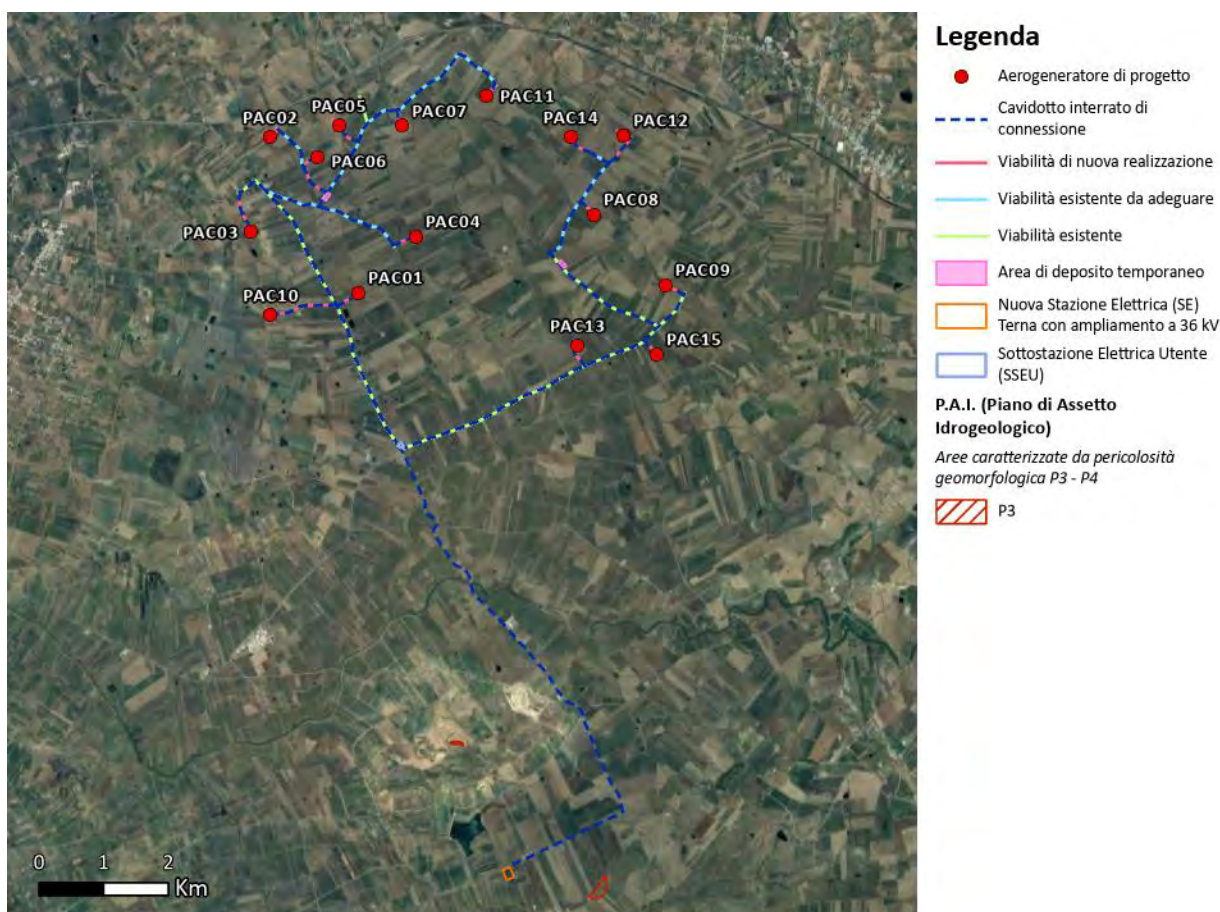 Legenda
Aerogeneratore di progetto
Cavidotto interrato di
connessione
Viabilità di nuova realizzazione
Viabilità esistente da adeguare
Viabilità esistente
Area di deposito temporaneo
Nuova Stazione Elettrica (SE)
Terna con ampliamento a 36 kV
Sottostazione Elettrica Utente
(SSEU)
P.A.I. (Piano di Assetto
Idrogeologico)
Aree caratterizzate da pericolosità
geomorfologica P3 - P4
P3
PAC11
PAC05
PAC02
PAC07
PAC14
PAC12
PAC06
PAC08
PAC03
PAC04
PAC09
PAC01
PAC10
PAC13
PAC15
0 1 2
Km